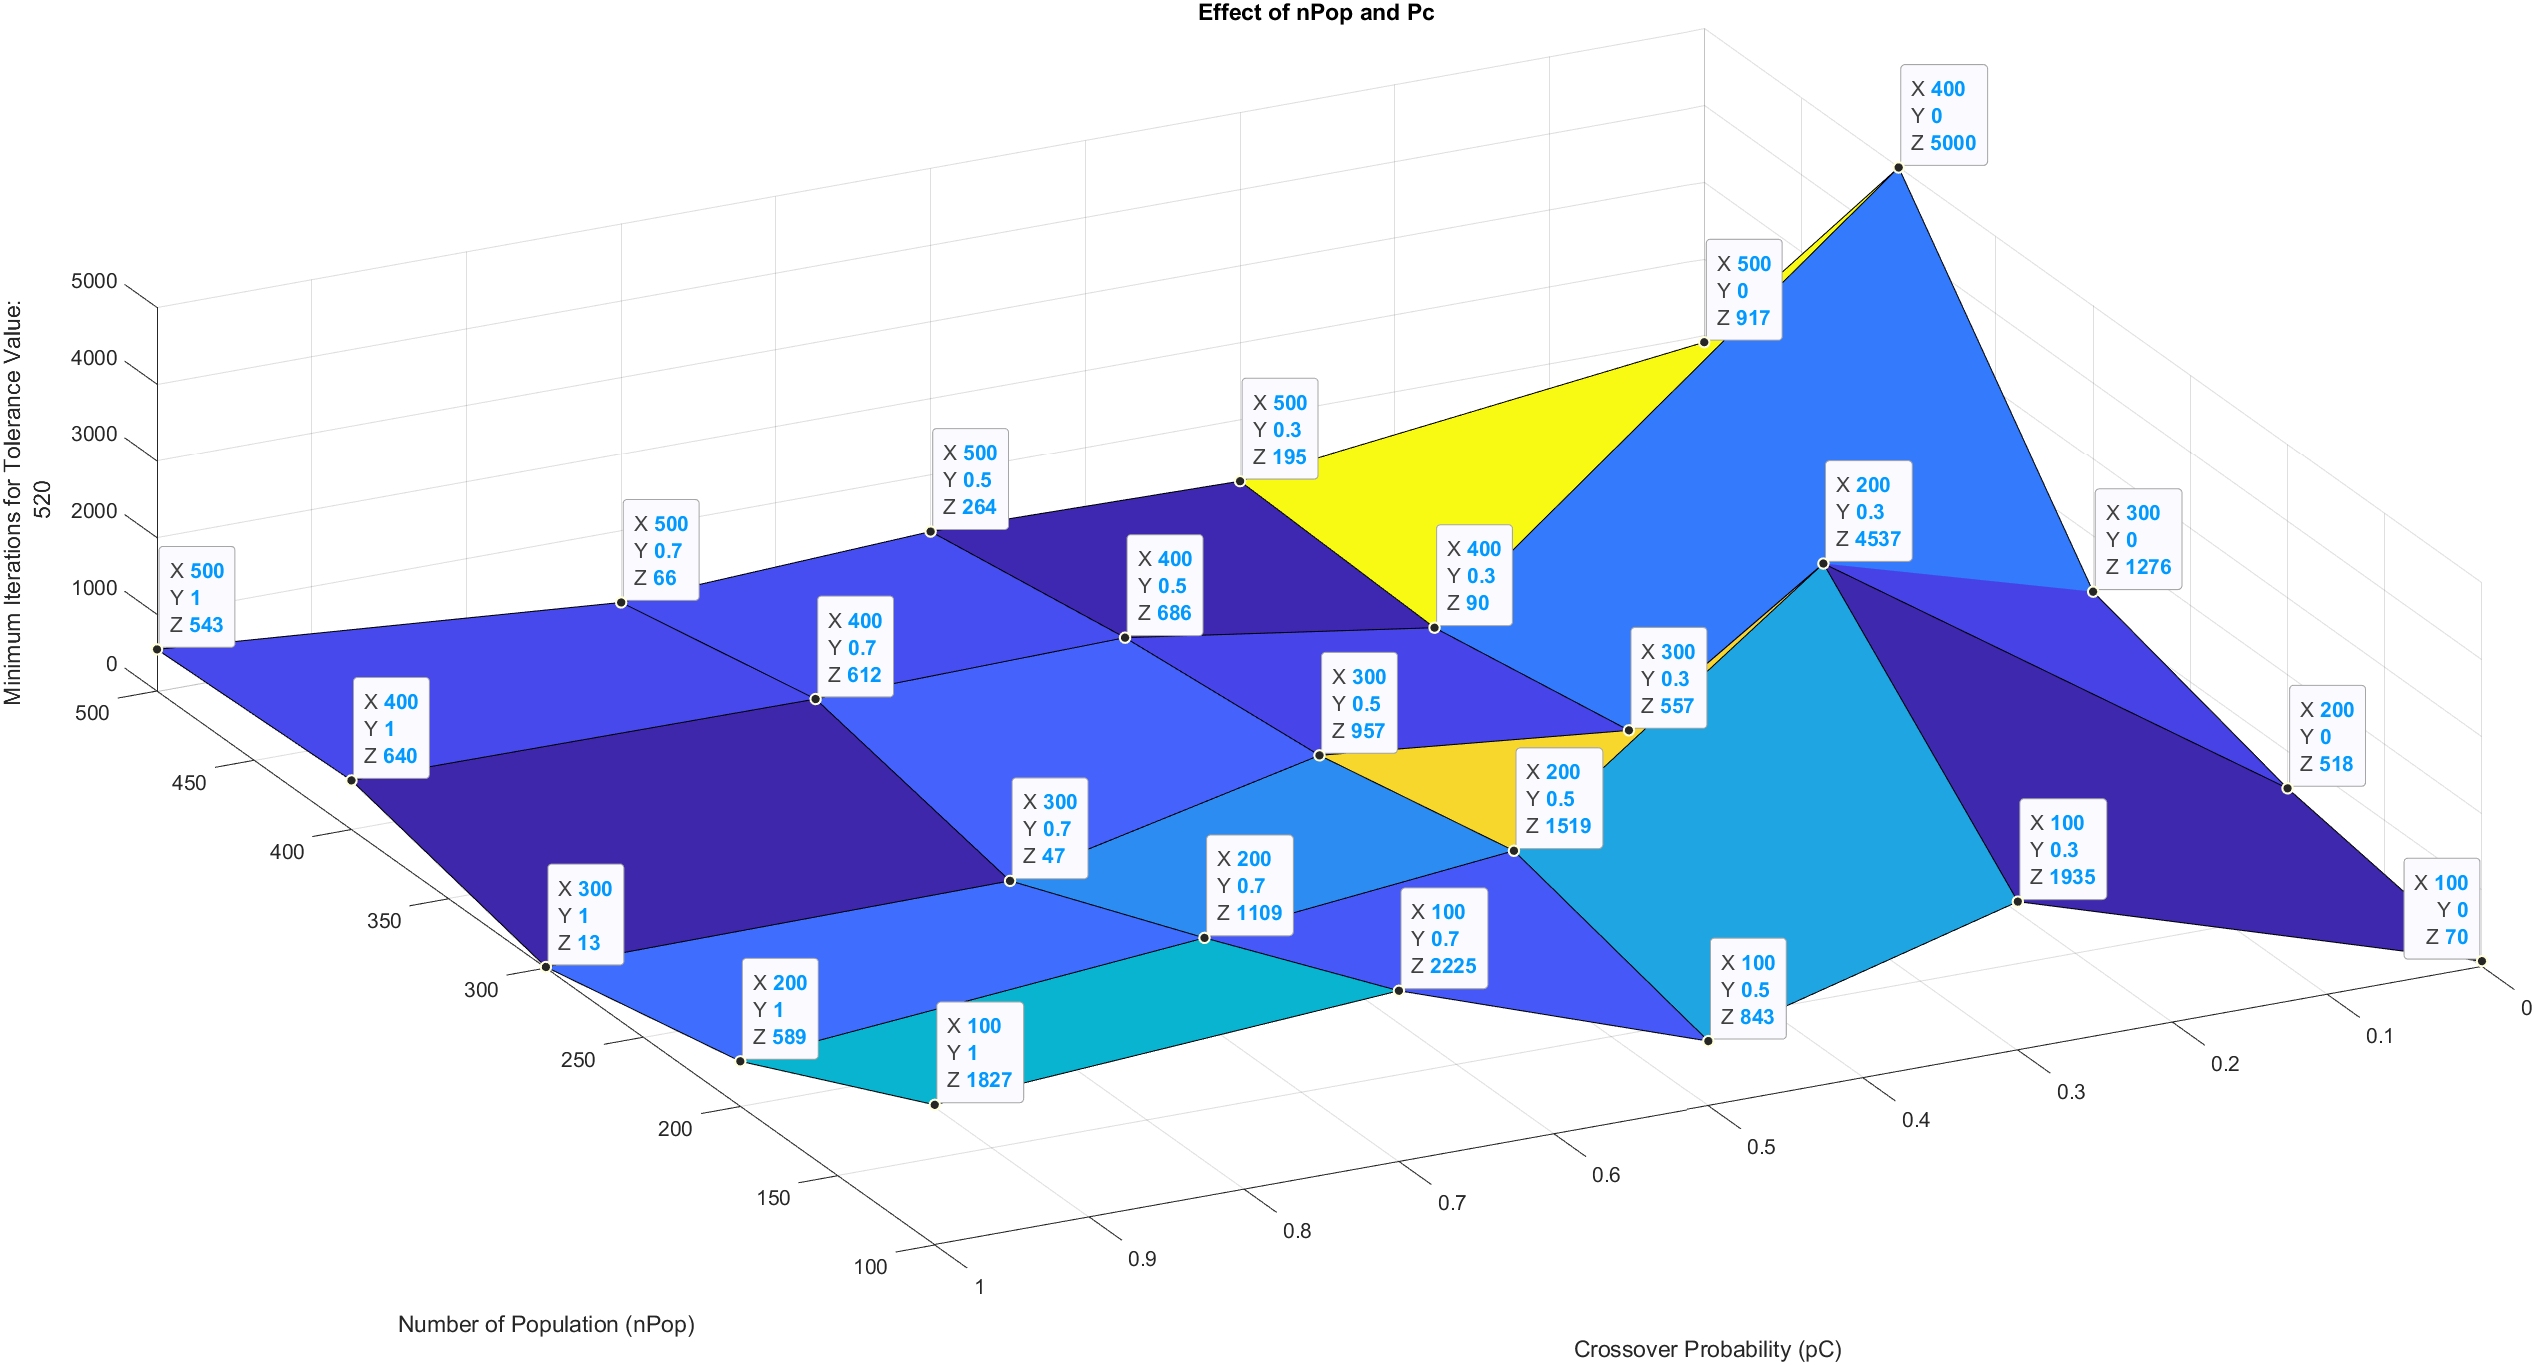 Effect of nPop and Pc
X 400
Y 0
Z 5000
X 500
Y 0
Z 917
X 500
Y 0.3
Z 195
X 500
Y 0.5
Z 264
X 500
Y 0.7
Z 66
X 500
Y 1
Z 543
X 400
Y 0.3
Z 90
X 400
Y 0.5
Z 686
X 400
Y 0.7
Z 612
X 400
Y 1
Z 640
X 200
Y 0.3
Z 4537
X 300
Y 0
Z 1276
X 300
Y 0.3
Z 557
X 300
Y 0.5
Z 957
X 300
Y 0.7
Z 47
X 300
Y 1
Z 13
X 200
Y 0
Z 518
X 200
Y 0.5
Z 1519
X 200
Y 0.7
Z 1109
X 200
Y 1
Z 589
X 100
Y 0
Z 70
X 100
Y 0.3
Z 1935
X 100
Y 0.5
Z 843
X 100
Y 0.7
Z 2225
X 100
Y 1
Z 1827
Minimum Iterations for Tolerance Value:
520
5000
4000
3000
2000
1000
0
500
450
400
350
300
250
200
150
100
Number of Population (nPop)
1
0.9
0.8
0.7
0.6
0.5
0.4
0.3
0.2
0.1
0
Crossover Probability (pC)